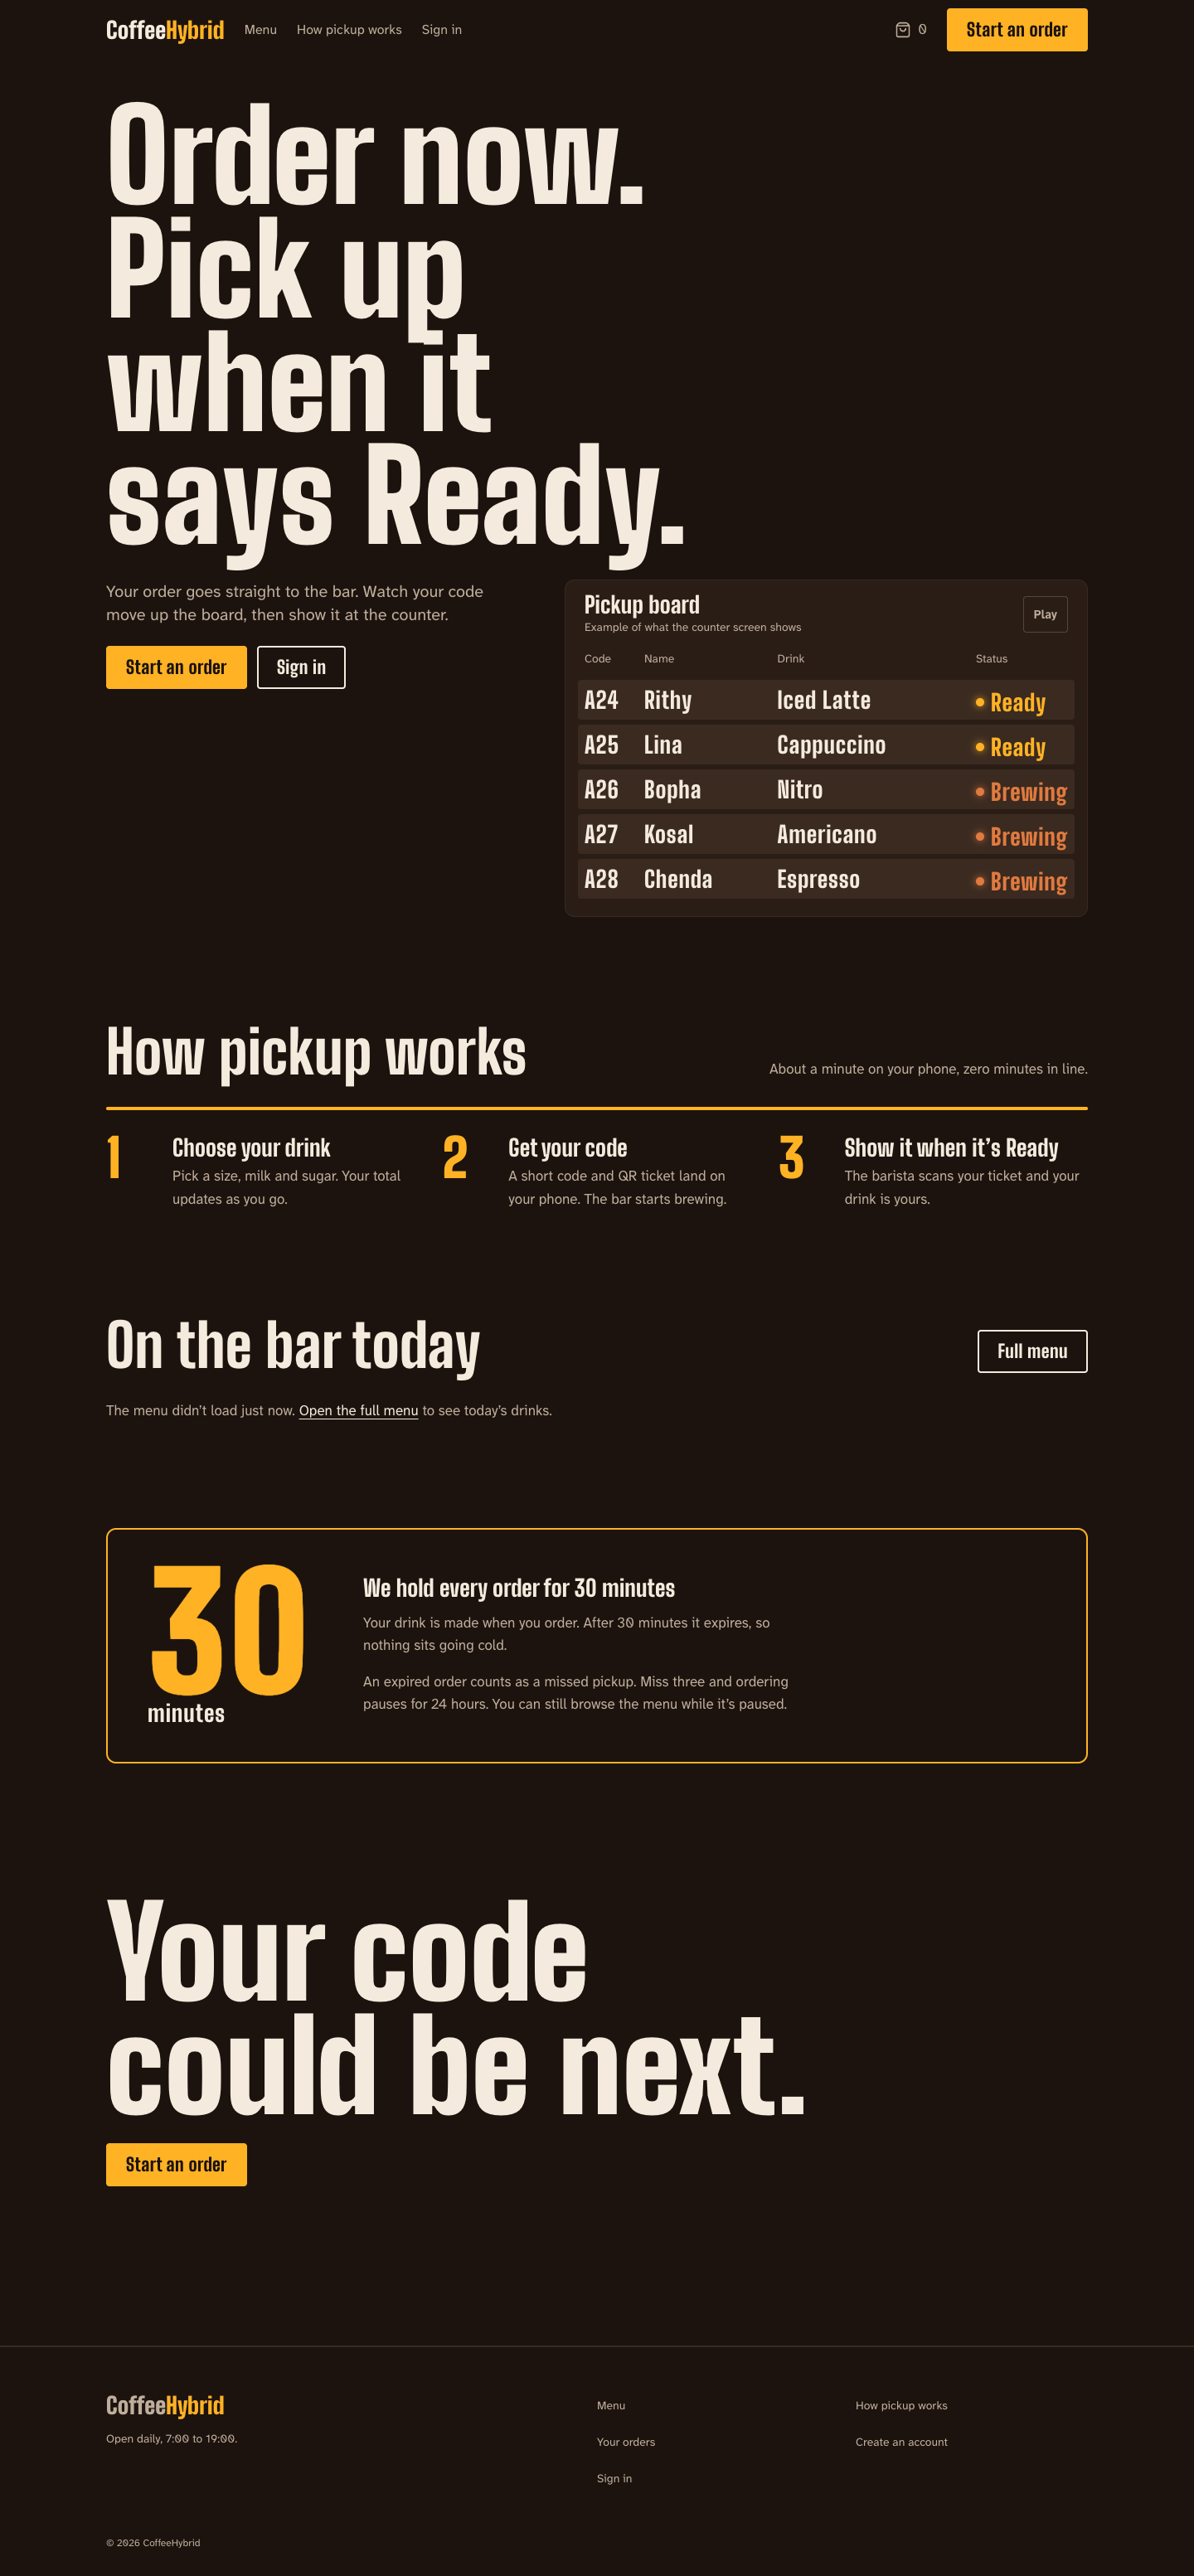 CoffeeHybrid Menu How pickup works Sign in 0 Start an order
Order now.
Pick up
when it
says Ready.
Your order goes straight to the bar. Watch your code
move up the board, then show it at the counter.
Start an order Sign in
Pickup board
Example of what the counter screen shows
Play
Code Name Drink Status
A24 Rithy Iced Latte Ready
A25 Lina Cappuccino Ready
A26 Bopha Nitro Brewing
A27 Kosal Americano Brewing
A28 Chenda Espresso Brewing
How pickup works
About a minute on your phone, zero minutes in line.
1 Choose your drink
Pick a size, milk and sugar. Your total
updates as you go.
2 Get your code
A short code and QR ticket land on
your phone. The bar starts brewing.
3 Show it when it’s Ready
The barista scans your ticket and your
drink is yours.
On the bar today
Full menu
The menu didn’t load just now. Open the full menu to see today’s drinks.
30
minutes
We hold every order for 30 minutes
Your drink is made when you order. After 30 minutes it expires, so
nothing sits going cold.
An expired order counts as a missed pickup. Miss three and ordering
pauses for 24 hours. You can still browse the menu while it’s paused.
Your code
could be next.
Start an order
CoffeeHybrid
Open daily, 7:00 to 19:00.
Menu How pickup works
Your orders Create an account
Sign in
© 2026 CoffeeHybrid